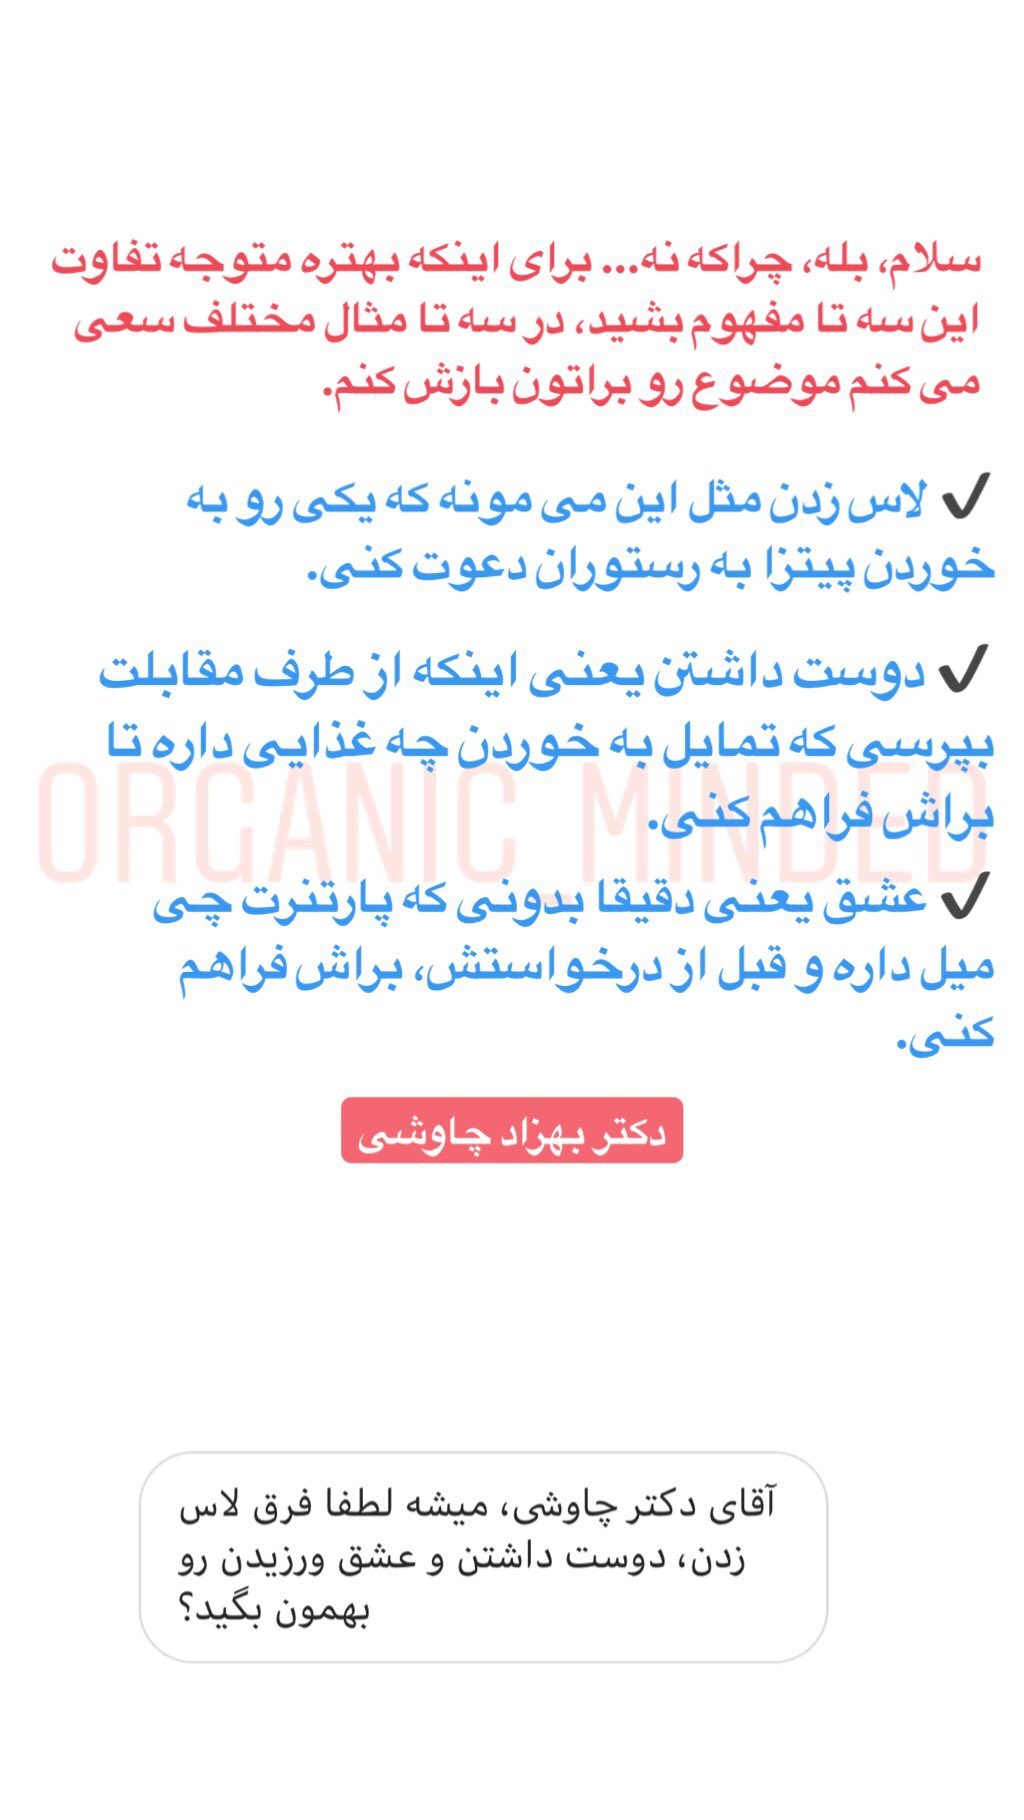 سلام، بله، چراکه نه... برای اینکه بهتره متوجه تفاوت
این سه تا مفهوم بشید، در سه تا مثال مختلف سعی
می کنم موضوع رو براتون بازش کنم.
✔ لاس زدن مثل این می مونه که یکی رو به
خوردن پیتزا به رستوران دعوت کنی.
✔ دوست داشتن یعنی اینکه از طرف مقابلت
بپرسی که تمایل به خوردن چه غذایی داره تا
براش فراهم کنی.
ORGANIC_MINDED
✔ عشق یعنی دقیقا بدونی که پارتنرت چی
میل داره و قبل از درخواستش، براش فراهم
کنی.
دکتر بهزاد چاوشی
آقای دکتر چاوشی، میشه لطفا فرق لاس
زدن، دوست داشتن و عشق ورزیدن رو
بهمون بگید؟